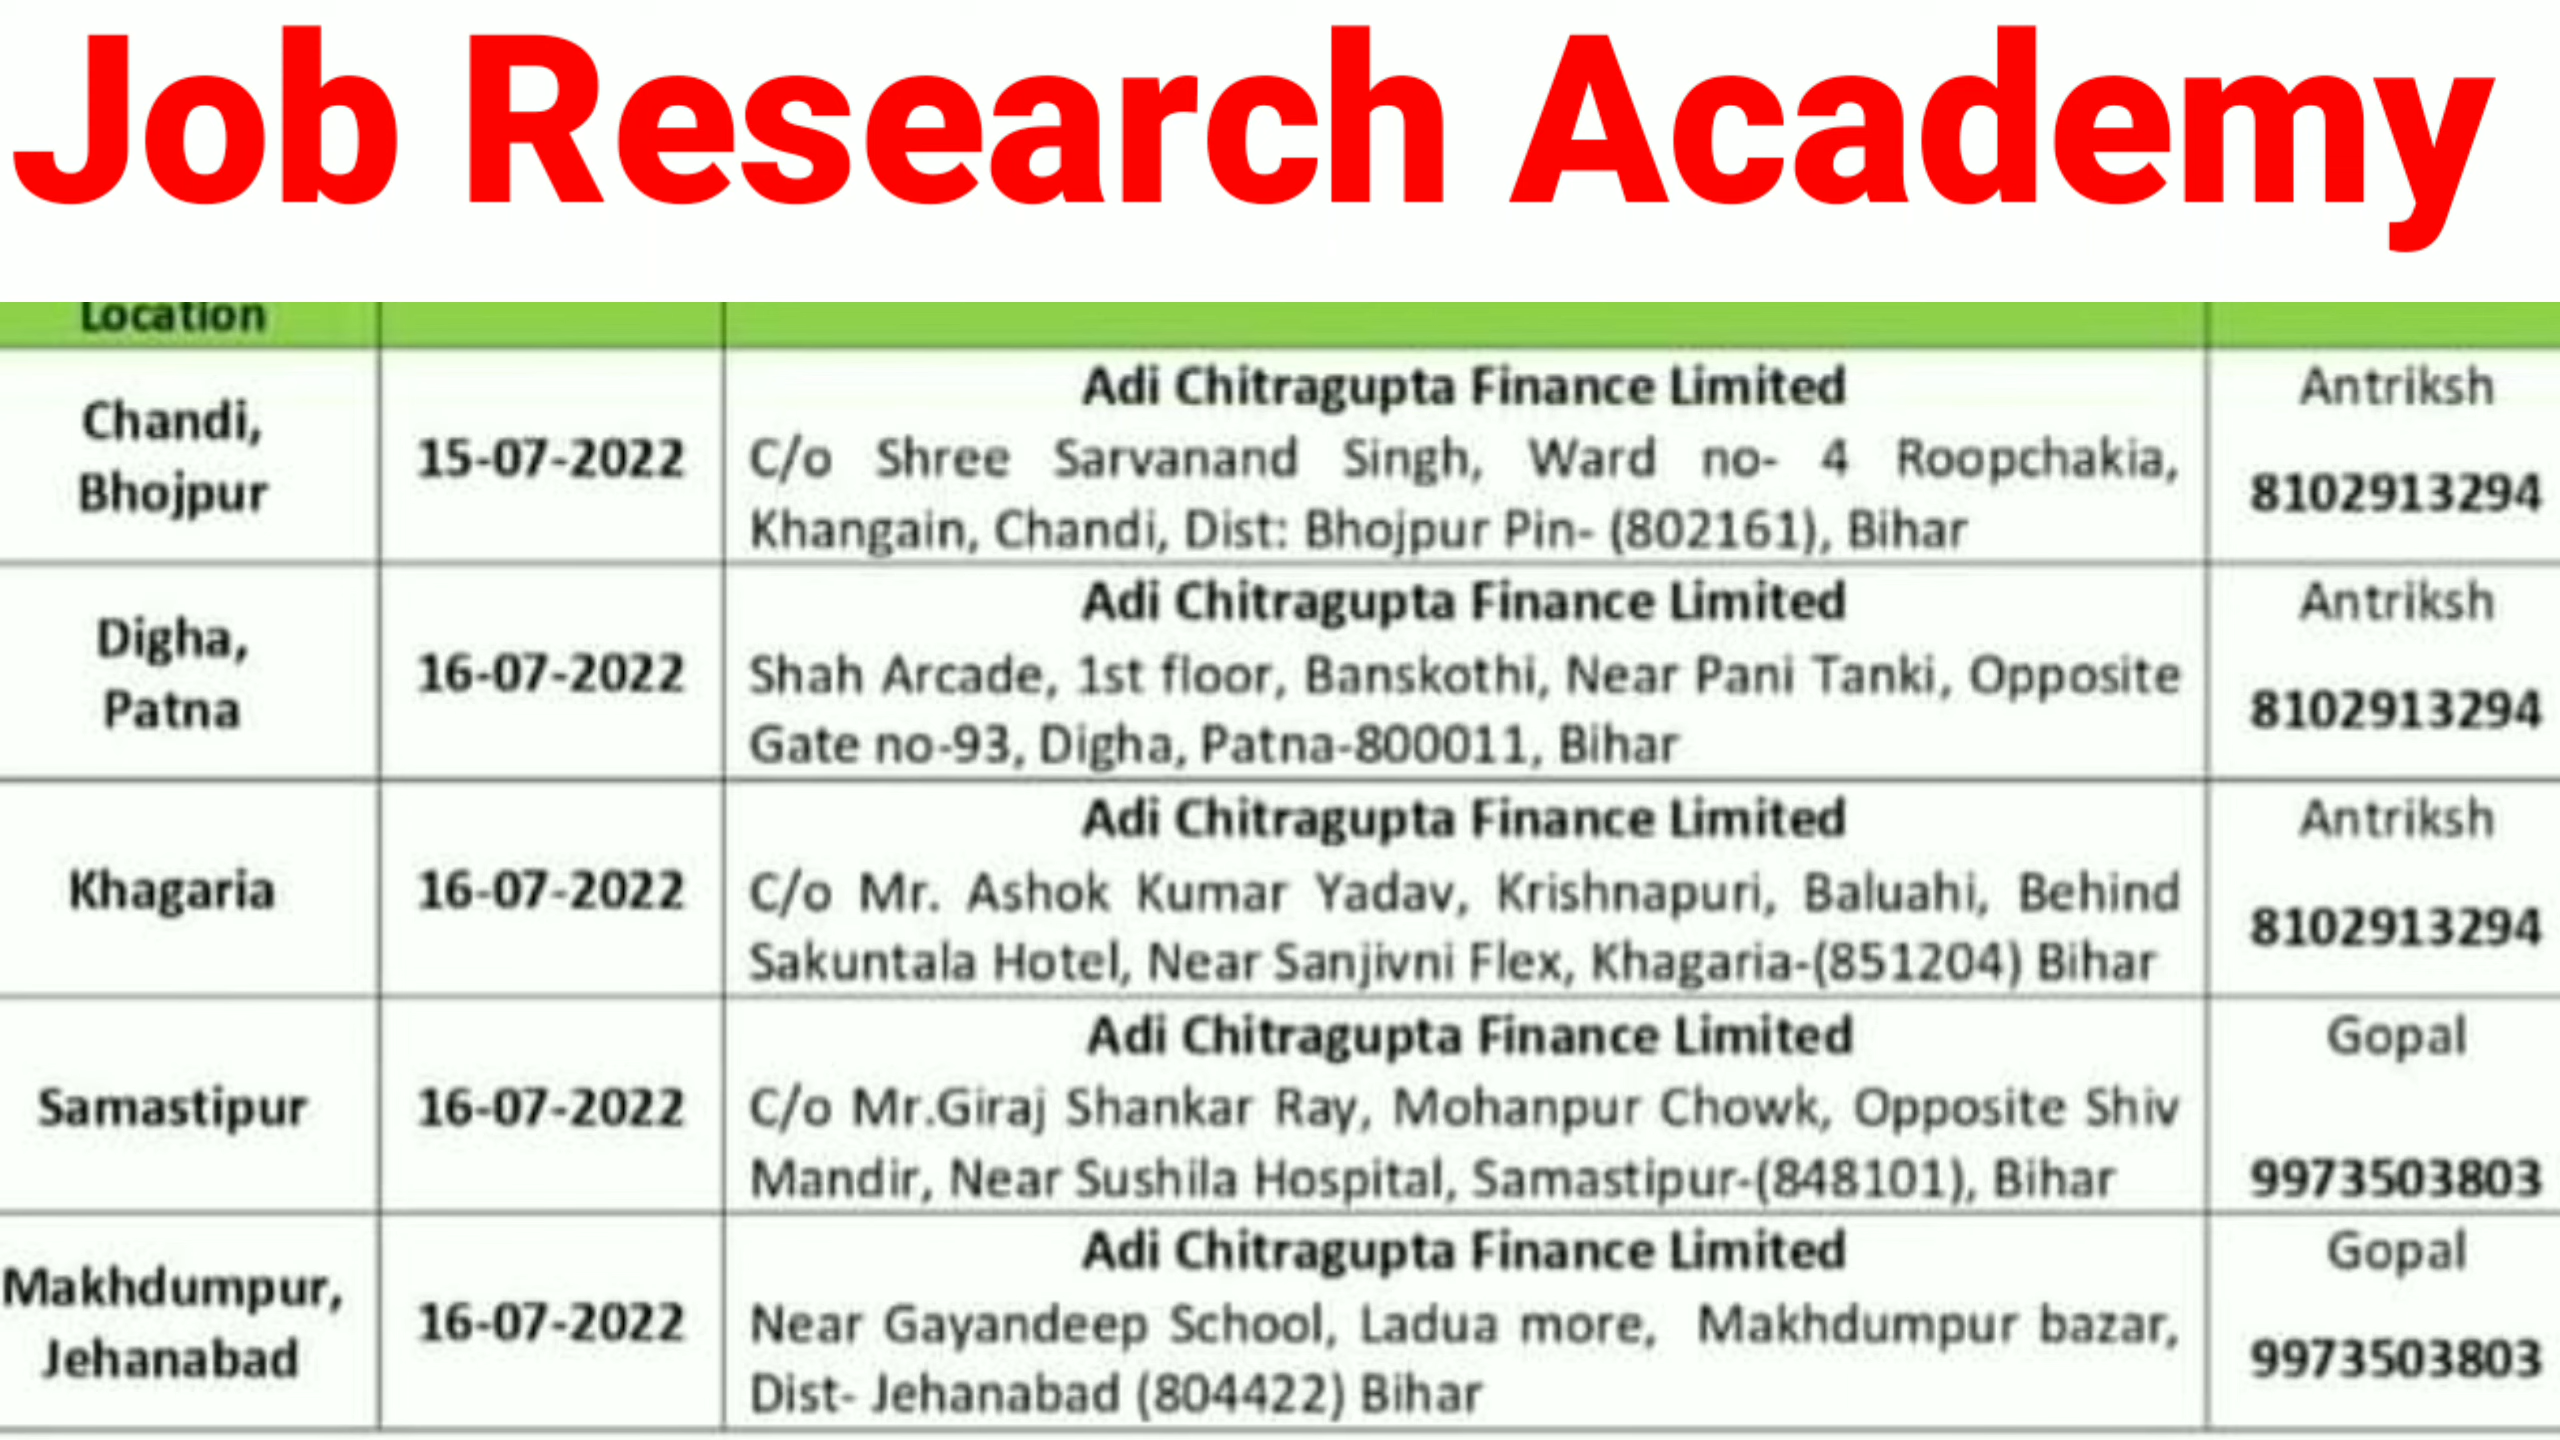 Job Research Academy
Location
Chandi,
Bhojpur
15-07-2022
Adi Chitragupta Finance Limited
C/o Shree Sarvanand Singh, Ward no- 4 Roopchakia,
Khangain, Chandi, Dist: Bhojpur Pin- (802161), Bihar
Antriksh
8102913294
Digha,
Patna
16-07-2022
Adi Chitragupta Finance Limited
Shah Arcade, 1st floor, Banskothi, Near Pani Tanki, Opposite
Gate no-93, Digha, Patna-800011, Bihar
Antriksh
8102913294
Khagaria
16-07-2022
Adi Chitragupta Finance Limited
C/o Mr. Ashok Kumar Yadav, Krishnapuri, Baluahi, Behind
Sakuntala Hotel, Near Sanjivni Flex, Khagaria-(851204) Bihar
Antriksh
8102913294
Samastipur
16-07-2022
Adi Chitragupta Finance Limited
C/o Mr.Giraj Shankar Ray, Mohanpur Chowk, Opposite Shiv
Mandir, Near Sushila Hospital, Samastipur-(848101), Bihar
Gopal
9973503803
Makhdumpur,
Jehanabad
16-07-2022
Adi Chitragupta Finance Limited
Near Gayandeep School, Ladua more, Makhdumpur bazar,
Dist- Jehanabad (804422) Bihar
Gopal
9973503803